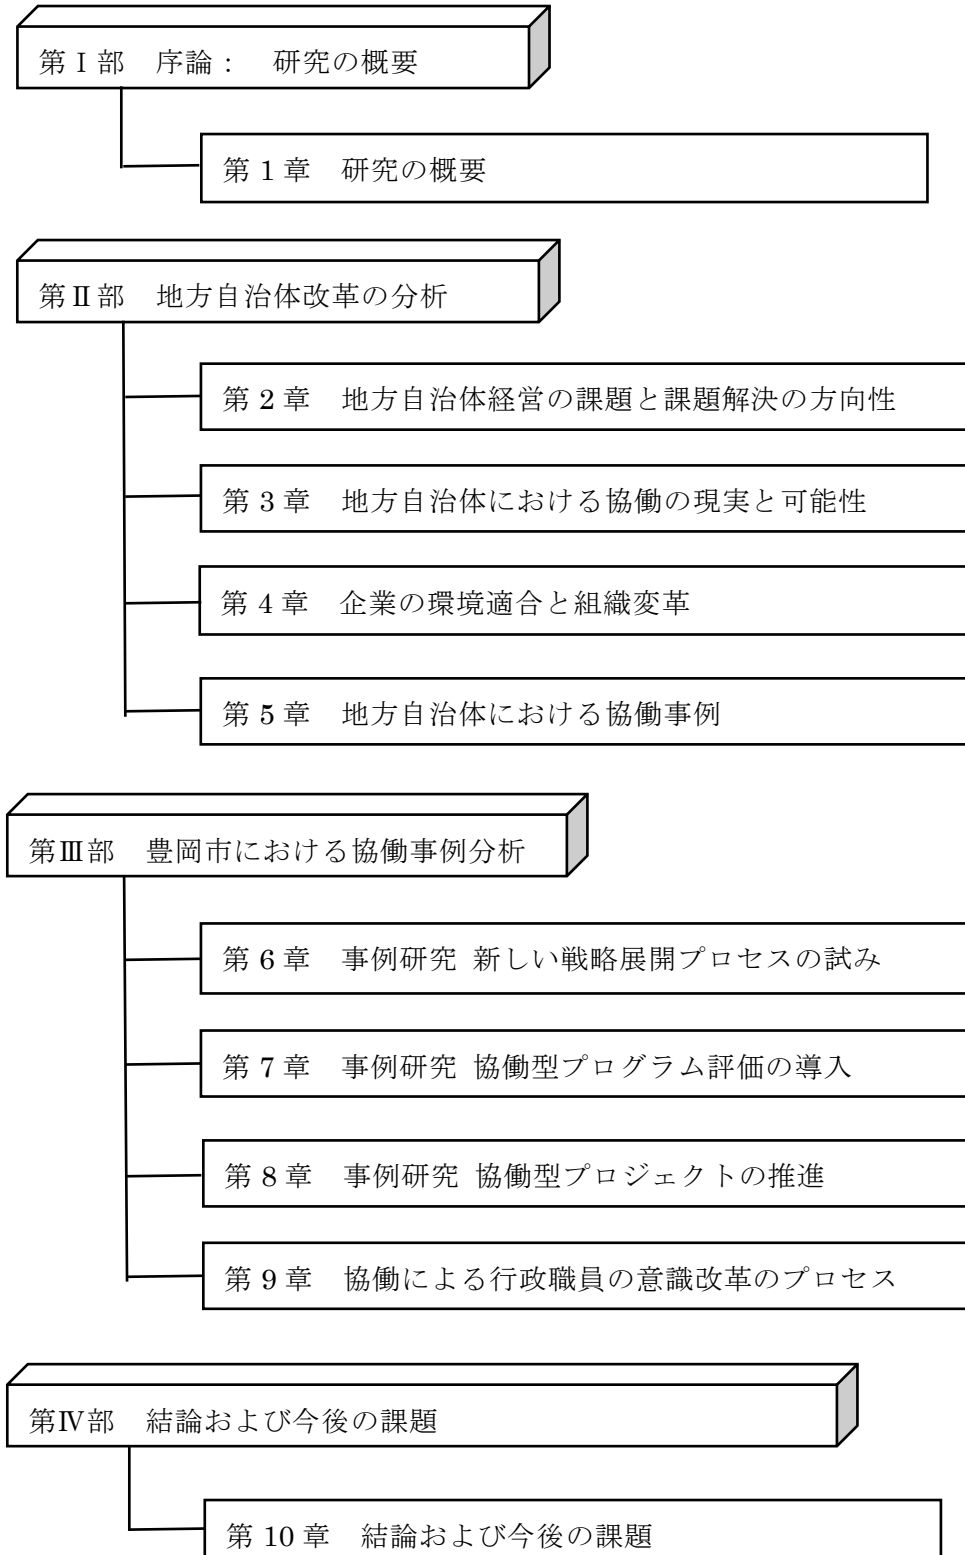 第Ⅰ部　序論：　研究の概要
第 1 章　研究の概要
第Ⅱ部　地方自治体改革の分析
第 2 章　地方自治体経営の課題と課題解決の方向性
第 3 章　地方自治体における協働の現実と可能性
第 4 章　企業の環境適合と組織変革
第 5 章　地方自治体における協働事例
第Ⅲ部　豊岡市における協働事例分析
第 6 章　事例研究 新しい戦略展開プロセスの試み
第 7 章　事例研究 協働型プログラム評価の導入
第 8 章　事例研究 協働型プロジェクトの推進
第 9 章　協働による行政職員の意識改革のプロセス
第Ⅳ部　結論および今後の課題
第 10 章　結論および今後の課題